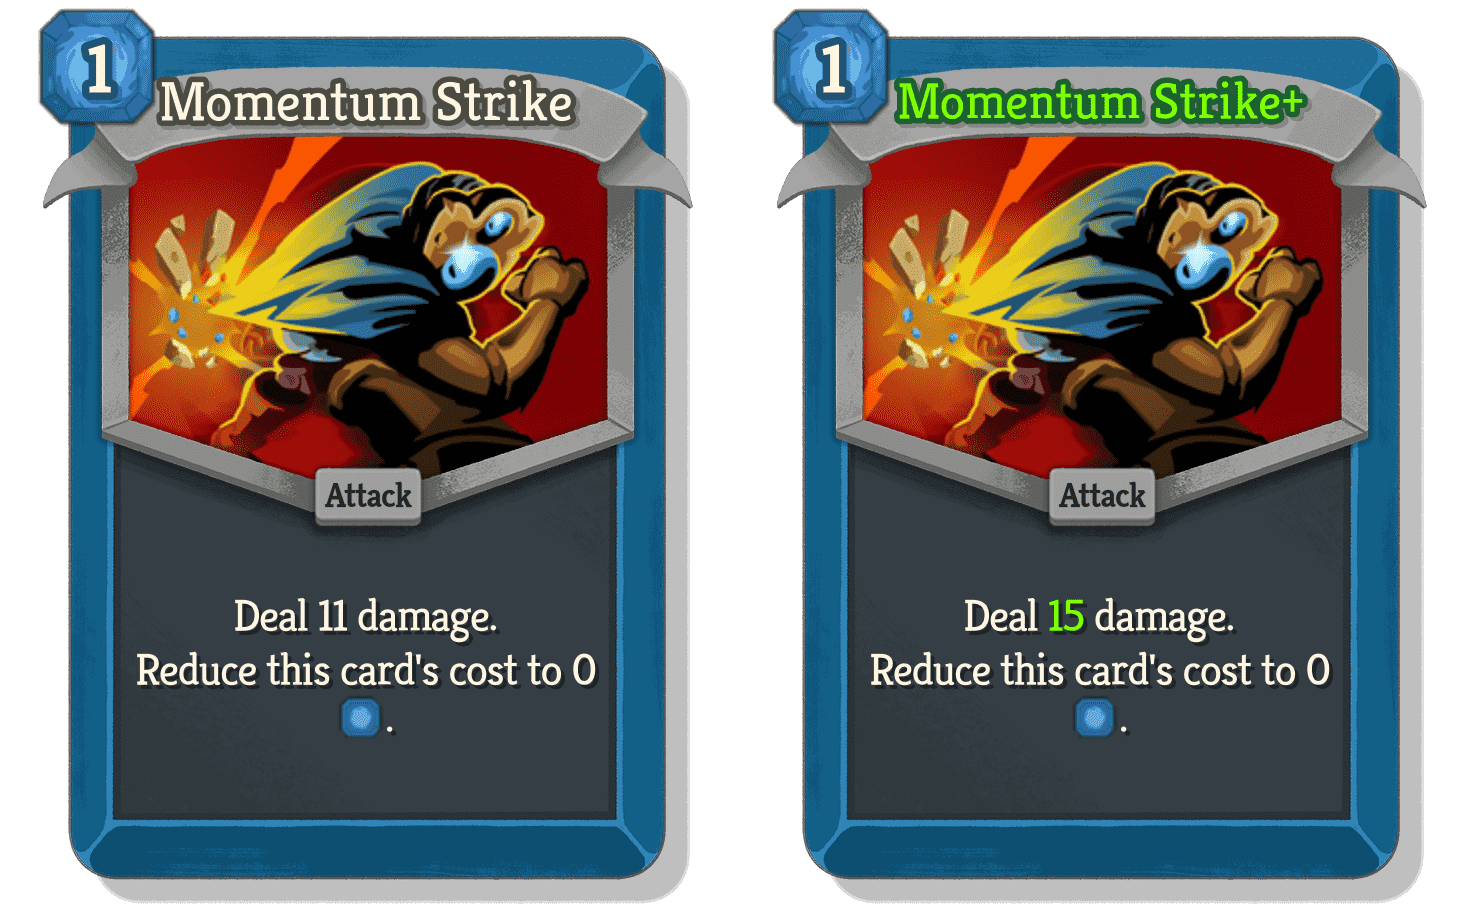 1
Momentum Strike
Attack
Deal 11 damage.
Reduce this card's cost to 0
.
1
Momentum Strike+
Attack
Deal 15 damage.
Reduce this card's cost to 0
.